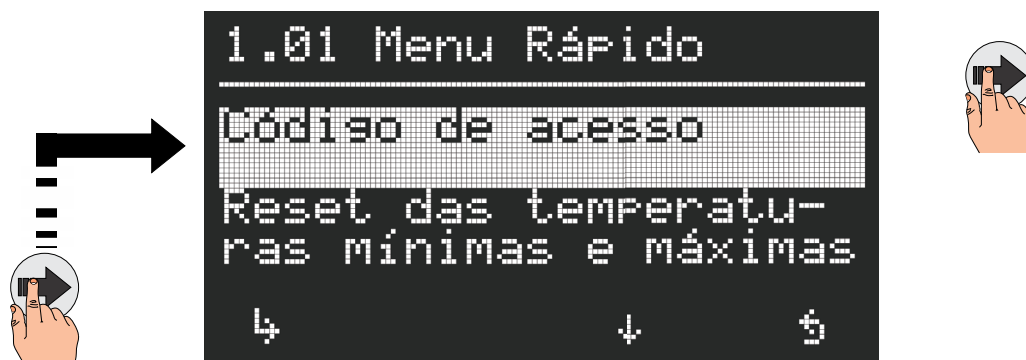 1.01 Menu Rápido
Código de acesso
Reset das temperatu-
ras mínimas e máximas